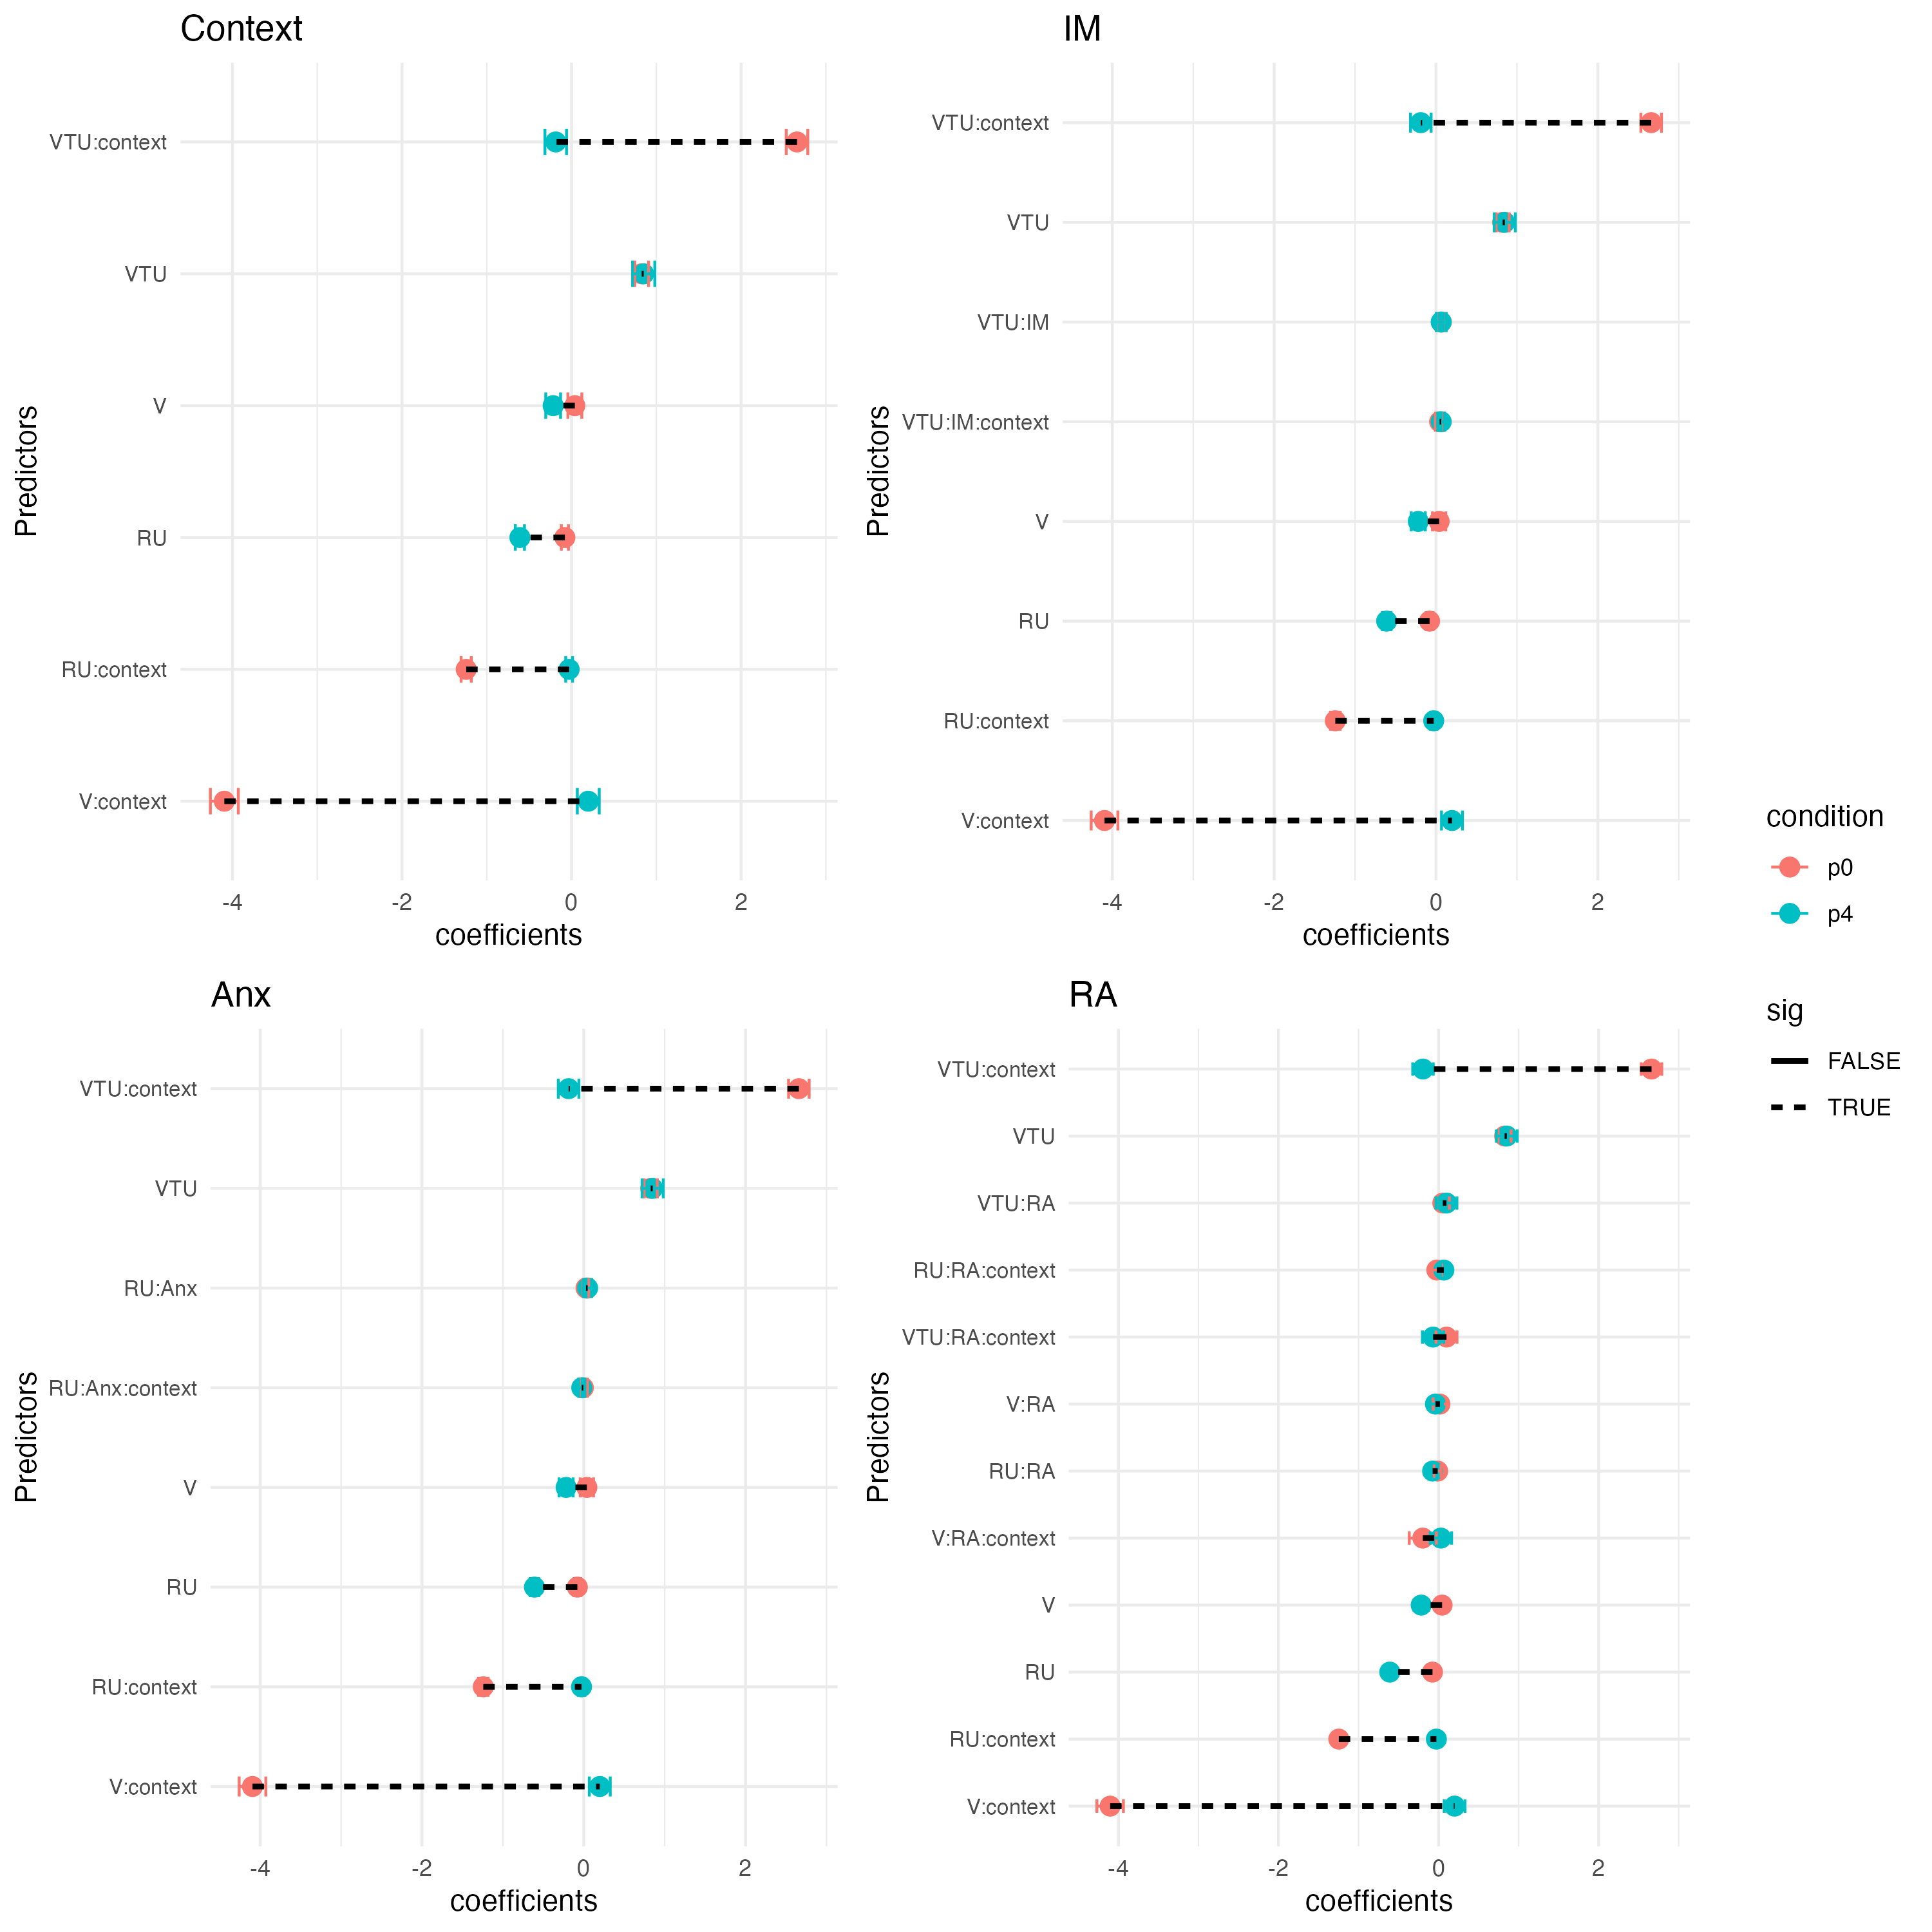 Context
VTU:context
VTU
V
RU
RU:context
V:context
Predictors
-4 -2 0 2
coefficients
IM
VTU:context
VTU
VTU:IM
VTU:IM:context
V
RU
RU:context
V:context
Predictors
-4 -2 0 2
coefficients
Anx
VTU:context
VTU
RU:Anx
RU:Anx:context
V
RU
RU:context
V:context
Predictors
-4 -2 0 2
coefficients
RA
VTU:context
VTU
VTU:RA
RU:RA:context
VTU:RA:context
V:RA
RU:RA
V:RA:context
V
RU
RU:context
V:context
Predictors
-4 -2 0 2
coefficients
condition
p0
p4
sig
FALSE
TRUE